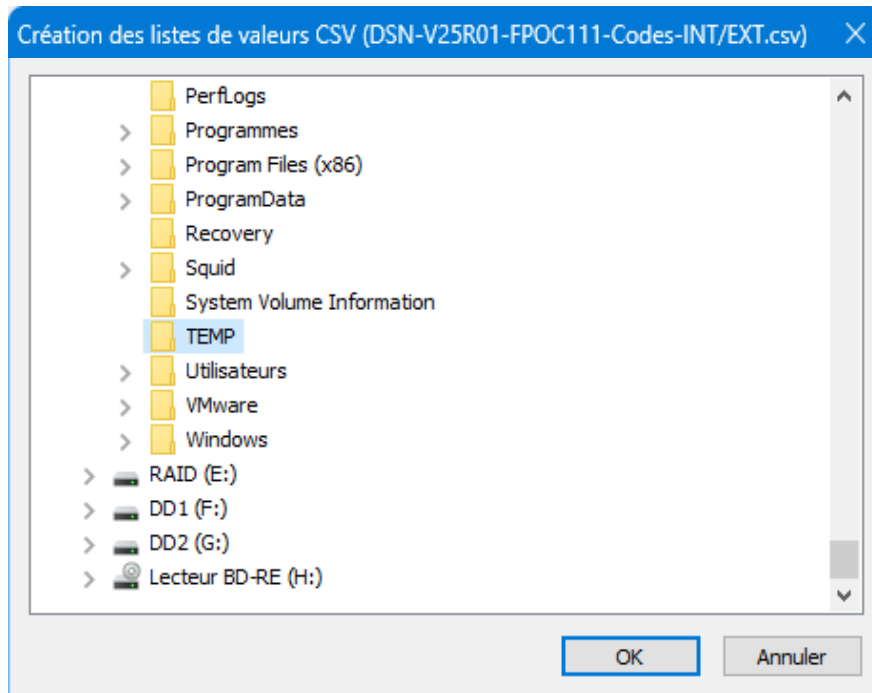 Création des listes de valeurs CSV (DSN-V25R01-FPOC111-Codes-INT/EXT.csv)
PerfLogs
Programmes
Program Files (x86)
ProgramData
Recovery
Squid
System Volume Information
TEMP
Utilisateurs
VMware
Windows
RAID (E:)
DD1 (F:)
DD2 (G:)
Lecteur BD-RE (H:)
OK
Annuler